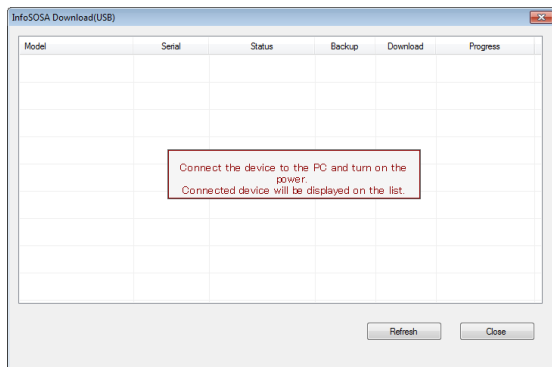 InfoSOSA Download(USB)
Model Serial Status Backup Download Progress
Connect the device to the PC and turn on the
power.
Connected device will be displayed on the list.
Refresh Close